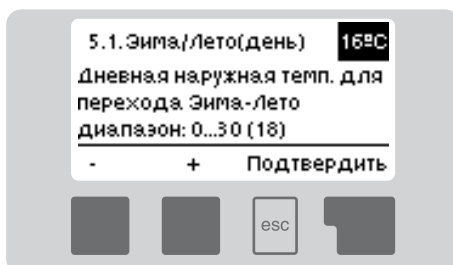 5.1.Зима/Лето(день) 16ºC
Дневная наружная темп. для
перехода Зима-Лето
диапазон: 0...30 (18)
- + Подтвердить
esc